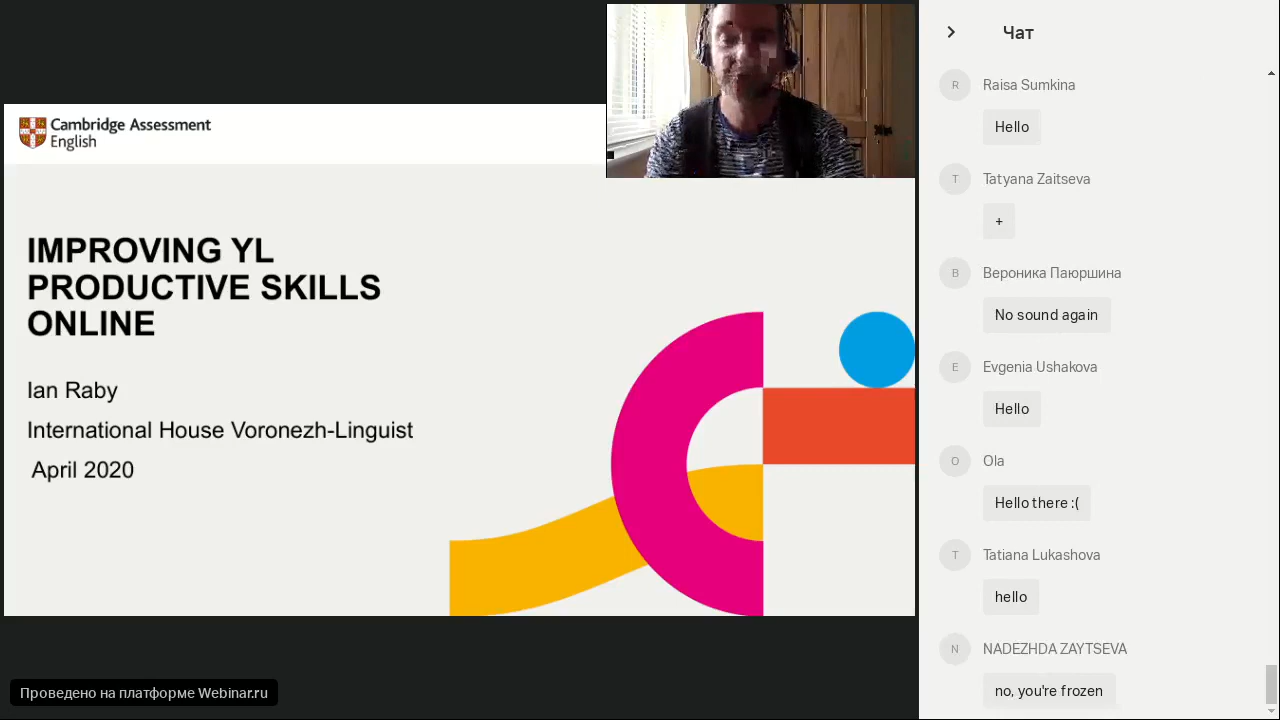 Cambridge Assessment
English
IMPROVING YL
PRODUCTIVE SKILLS
ONLINE
Ian Raby
International House Voronezh-Linguist
April 2020
Проведено на платформе Webinar.ru
Чат
R
Raisa Sumkina
Hello
T
Tatyana Zaitseva
+
В
Вероника Паюршина
No sound again
E
Evgenia Ushakova
Hello
O
Ola
Hello there :(
T
Tatiana Lukashova
hello
N
NADEZHDA ZAYTSEVA
no, you're frozen